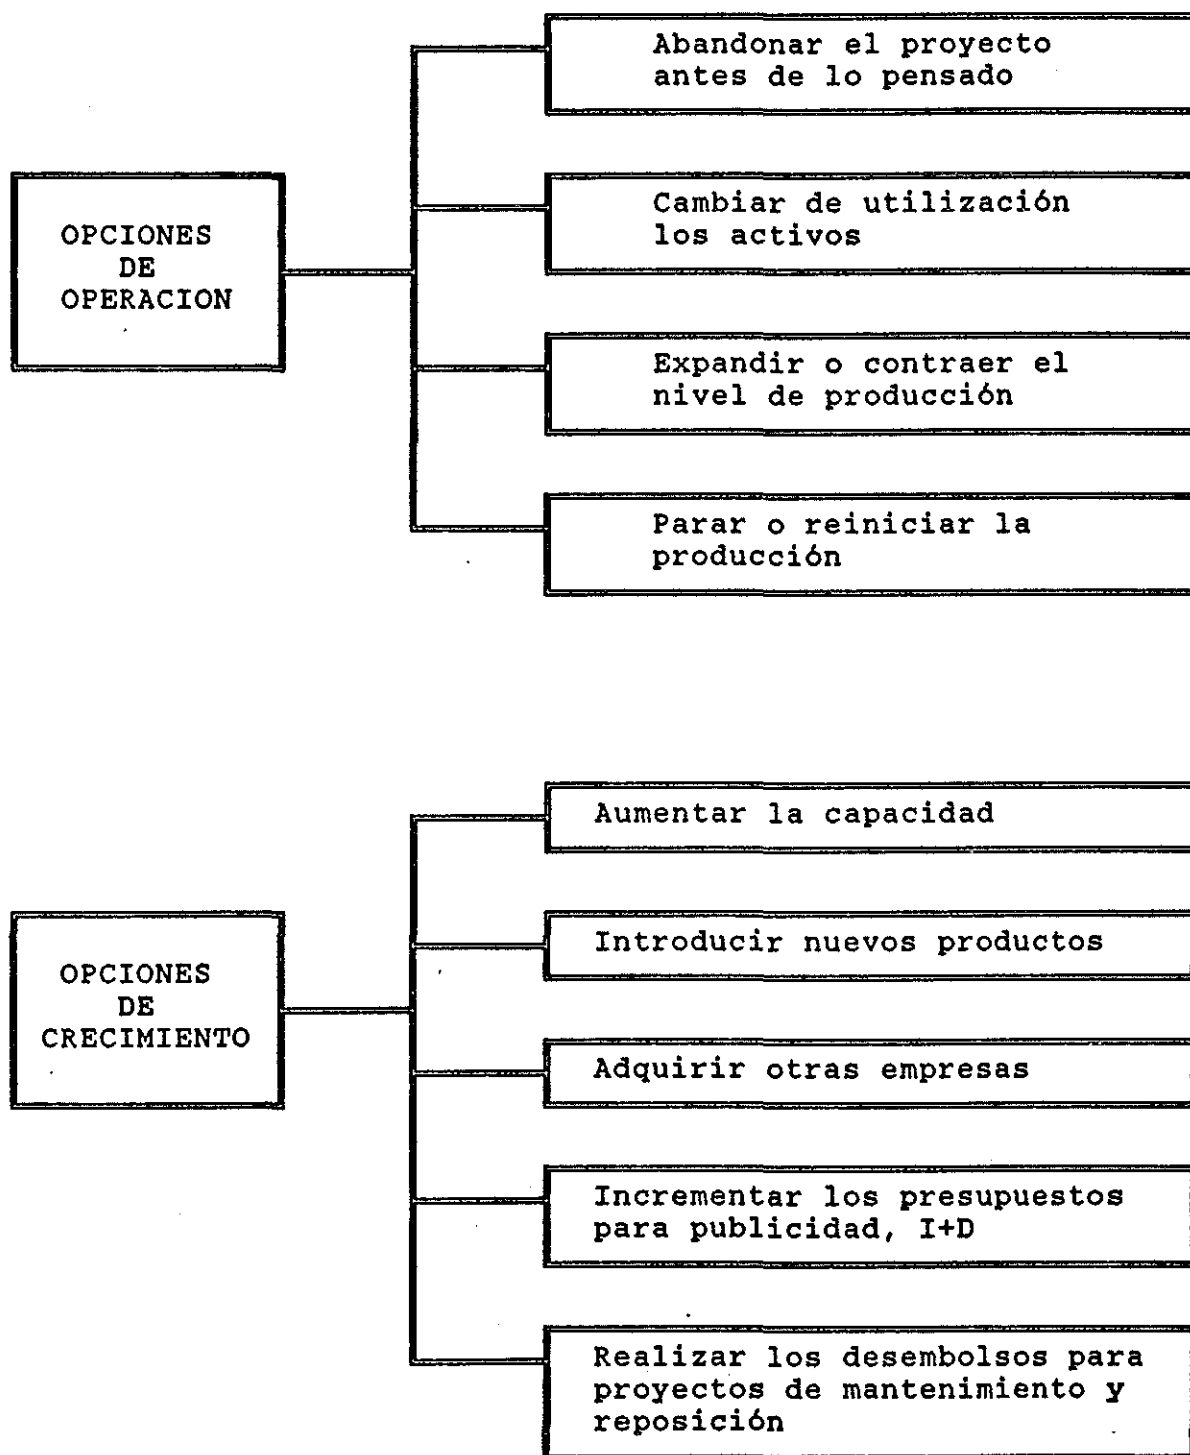 Abandonar el proyecto
antes de lo pensado
Cambiar de utilización
los activos
OPCIONES
DE
OPERACION
Expandir o contraer el
nivel de producción
Parar o reiniciar la
producción
Aumentar la capacidad
Introducir nuevos productos
OPCIONES
DE
CRECIMIENTO
Adquirir otras empresas
Incrementar los presupuestos
para publicidad, I+D
Realizar los desembolsos para
proyectos de mantenimiento y
reposición